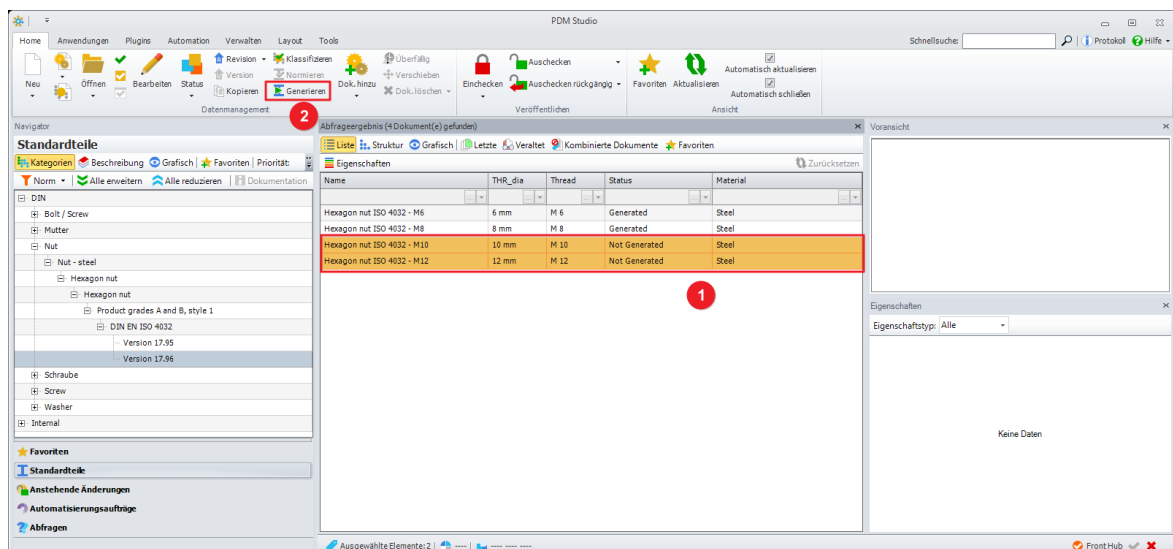 PDM Studio
Home Anwendungen Plugins Automation Verwalten Layout Tools Schnellsuche: Protokoll Hilfe
Neu Öffnen Bearbeiten Status Revision Klassifizieren Dok. hinzu Überfällig Einchecken Auschecken Favoriten Aktualisieren Automatisch aktualisieren
Version Normieren Verschieben Auschecken rückgängig Automatisch schließen
Kopieren Generieren Dok. löschen
Datenmanagement Veröffentlichen Ansicht
2
Navigator
Standardteile
Kategorien Beschreibung Grafisch Favoriten Priorität:
Norm Alle erweitern Alle reduzieren Dokumentation
DIN
Bolt / Screw
Mutter
Nut
Nut - steel
Hexagon nut
Hexagon nut
Product grades A and B, style 1
DIN EN ISO 4032
Version 17.95
Version 17.96
Schraube
Screw
Washer
Internal
Favoriten
Standardteile
Anstehende Änderungen
Automatisierungsaufträge
Abfragen
Abfrageergebnis (4 Dokument(e) gefunden)
Liste Struktur Grafisch Letzte Veraltet Kombinierte Dokumente Favoriten
Eigenschaften Zurücksetzen
Name THR_dia Thread Status Material
Hexagon nut ISO 4032 - M6 6 mm M 6 Generated Steel
Hexagon nut ISO 4032 - M8 8 mm M 8 Generated Steel
Hexagon nut ISO 4032 - M10 10 mm M 10 Not Generated Steel
Hexagon nut ISO 4032 - M12 12 mm M 12 Not Generated Steel
1
Voransicht
Eigenschaften
Eigenschaftstyp: Alle
Keine Daten
Ausgewählte Elemente: 2 | ---- | ---- ---- ----
Front Hub